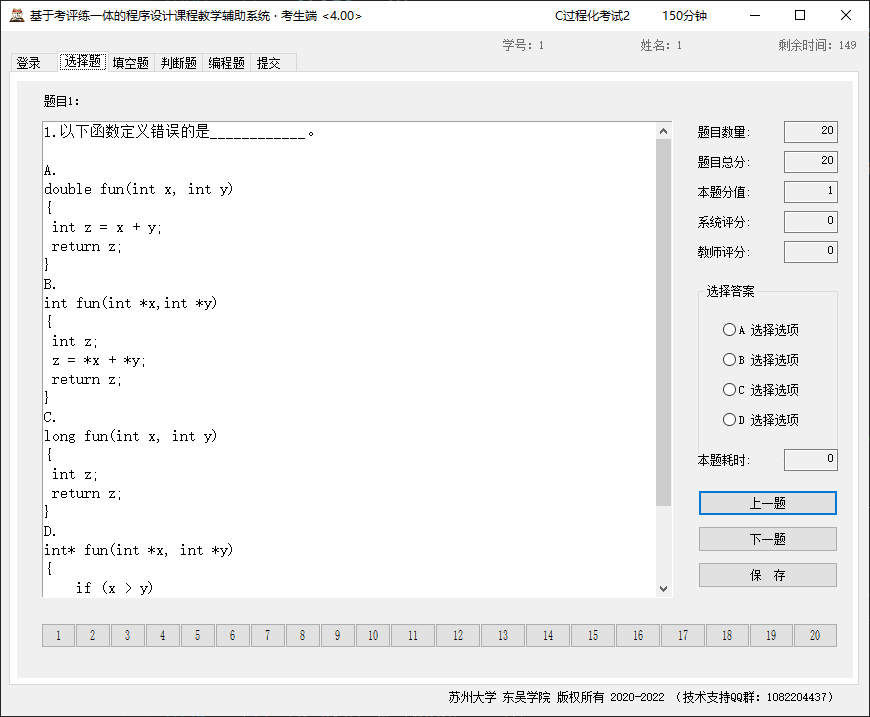 基于考评练一体的程序设计课程教学辅助系统 · 考生端 <4.00>
C过程化考试2
150分钟
学号: 1
姓名: 1
剩余时间: 149
登录 选择题 填空题 判断题 编程题 提交
题目1:
1.以下函数定义错误的是____________。
A.
double fun(int x, int y)
{
 int z = x + y;
 return z;
}
B.
int fun(int *x,int *y)
{
 int z;
 z = *x + *y;
 return z;
}
C.
long fun(int x, int y)
{
 int z;
 return z;
}
D.
int* fun(int *x, int *y)
{
    if (x > y)
题目数量: 20
题目总分: 20
本题分值: 1
系统评分: 0
教师评分: 0
选择答案
A 选择选项
B 选择选项
C 选择选项
D 选择选项
本题耗时: 0
上一题
下一题
保 存
1 2 3 4 5 6 7 8 9 10 11 12 13 14 15 16 17 18 19 20
苏州大学 东吴学院 版权所有 2020-2022 (技术支持QQ群: 1082204437)